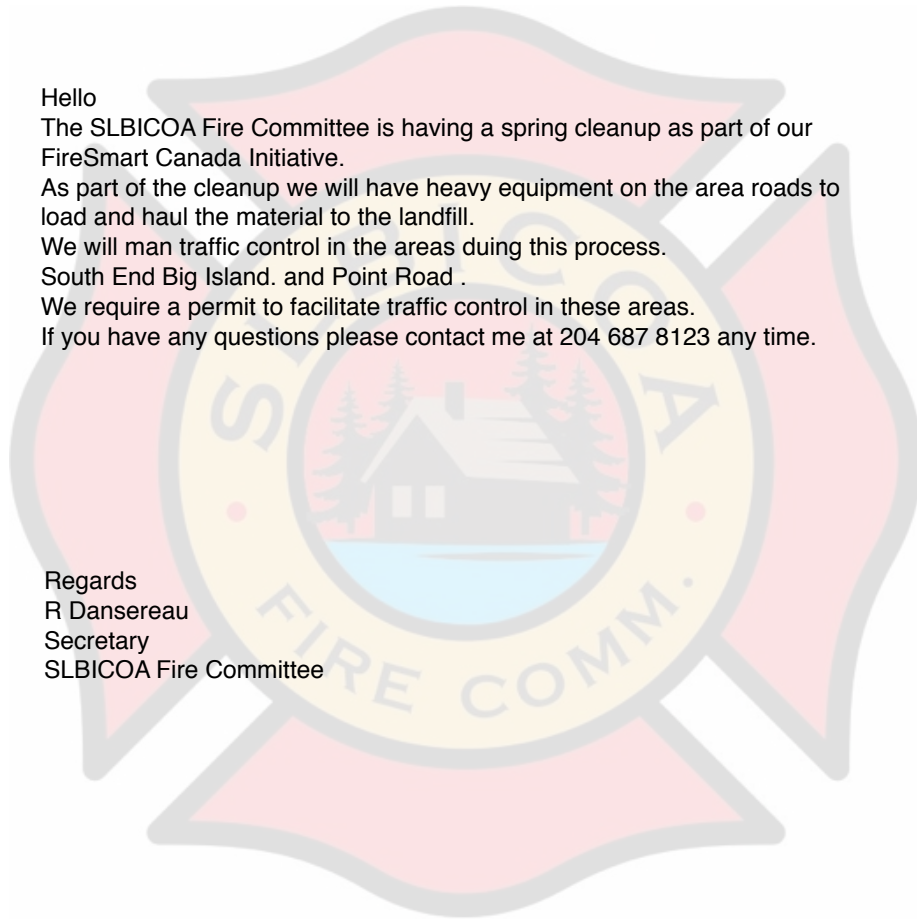 Hello
The SLBICOA Fire Committee is having a spring cleanup as part of our
FireSmart Canada Initiative.
As part of the cleanup we will have heavy equipment on the area roads to
load and haul the material to the landfill.
We will man traffic control in the areas duing this process.
South End Big Island. and Point Road .
We require a permit to facilitate traffic control in these areas.
If you have any questions please contact me at 204 687 8123 any time.
SLBICOA
Regards
R Dansereau
Secretary
SLBICOA Fire Committee
FIRE COMM.